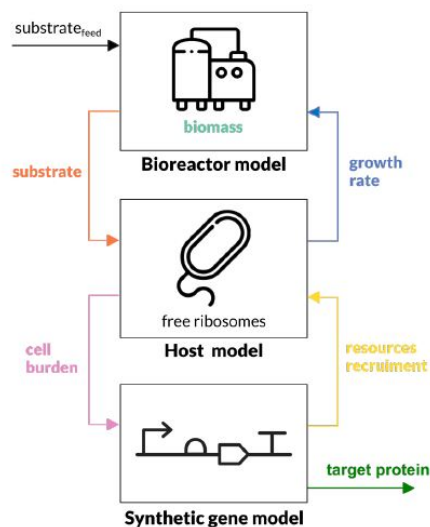 substrate_feed
biomass
Bioreactor model
substrate
growth
rate
free ribosomes
Host model
cell
burden
resources
recruiment
target protein
Synthetic gene model